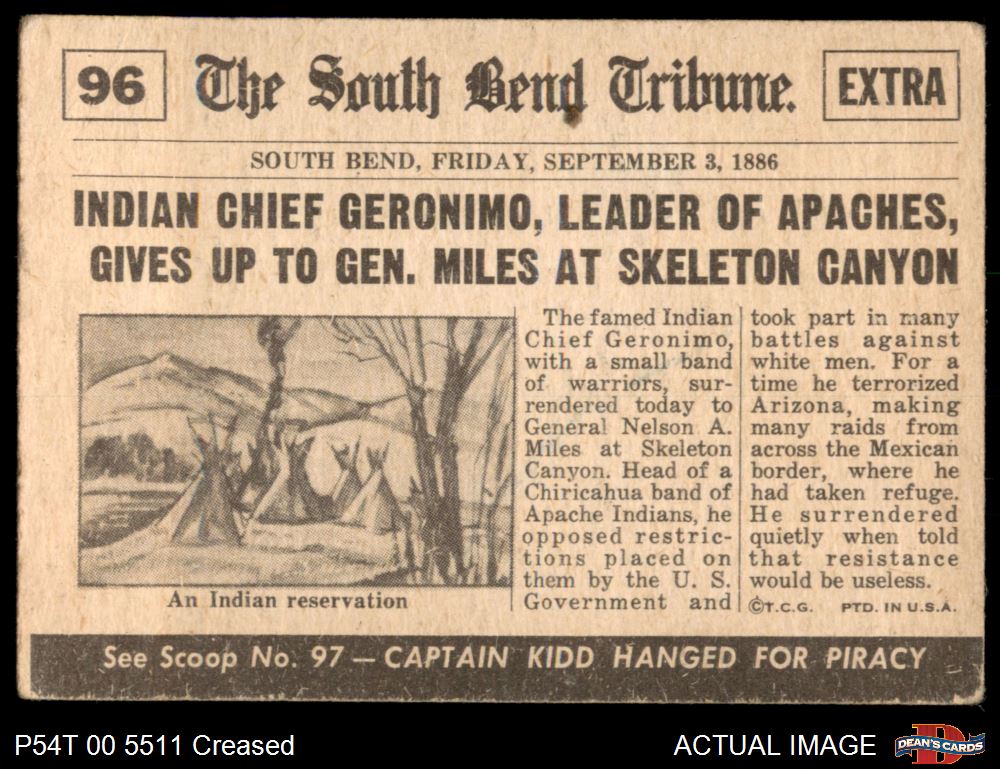 96
The South Bend Tribune.
EXTRA
SOUTH BEND, FRIDAY, SEPTEMBER 3, 1886
INDIAN CHIEF GERONIMO, LEADER OF APACHES,
GIVES UP TO GEN. MILES AT SKELETON CANYON
An Indian reservation
The famed Indian
Chief Geronimo,
with a small band
of warriors, sur-
rendered today to
General Nelson A.
Miles at Skeleton
Canyon. Head of a
Chiricahua band of
Apache Indians, he
opposed restric-
tions placed on
them by the U. S.
Government and
took part in many
battles against
white men. For a
time he terrorized
Arizona, making
many raids from
across the Mexican
border, where he
had taken refuge.
He surrendered
quietly when told
that resistance
would be useless.
©T.C.G. PTD. IN U.S.A.
See Scoop No. 97 — CAPTAIN KIDD HANGED FOR PIRACY
P54T 00 5511 Creased
ACTUAL IMAGE
DEAN'S CARDS